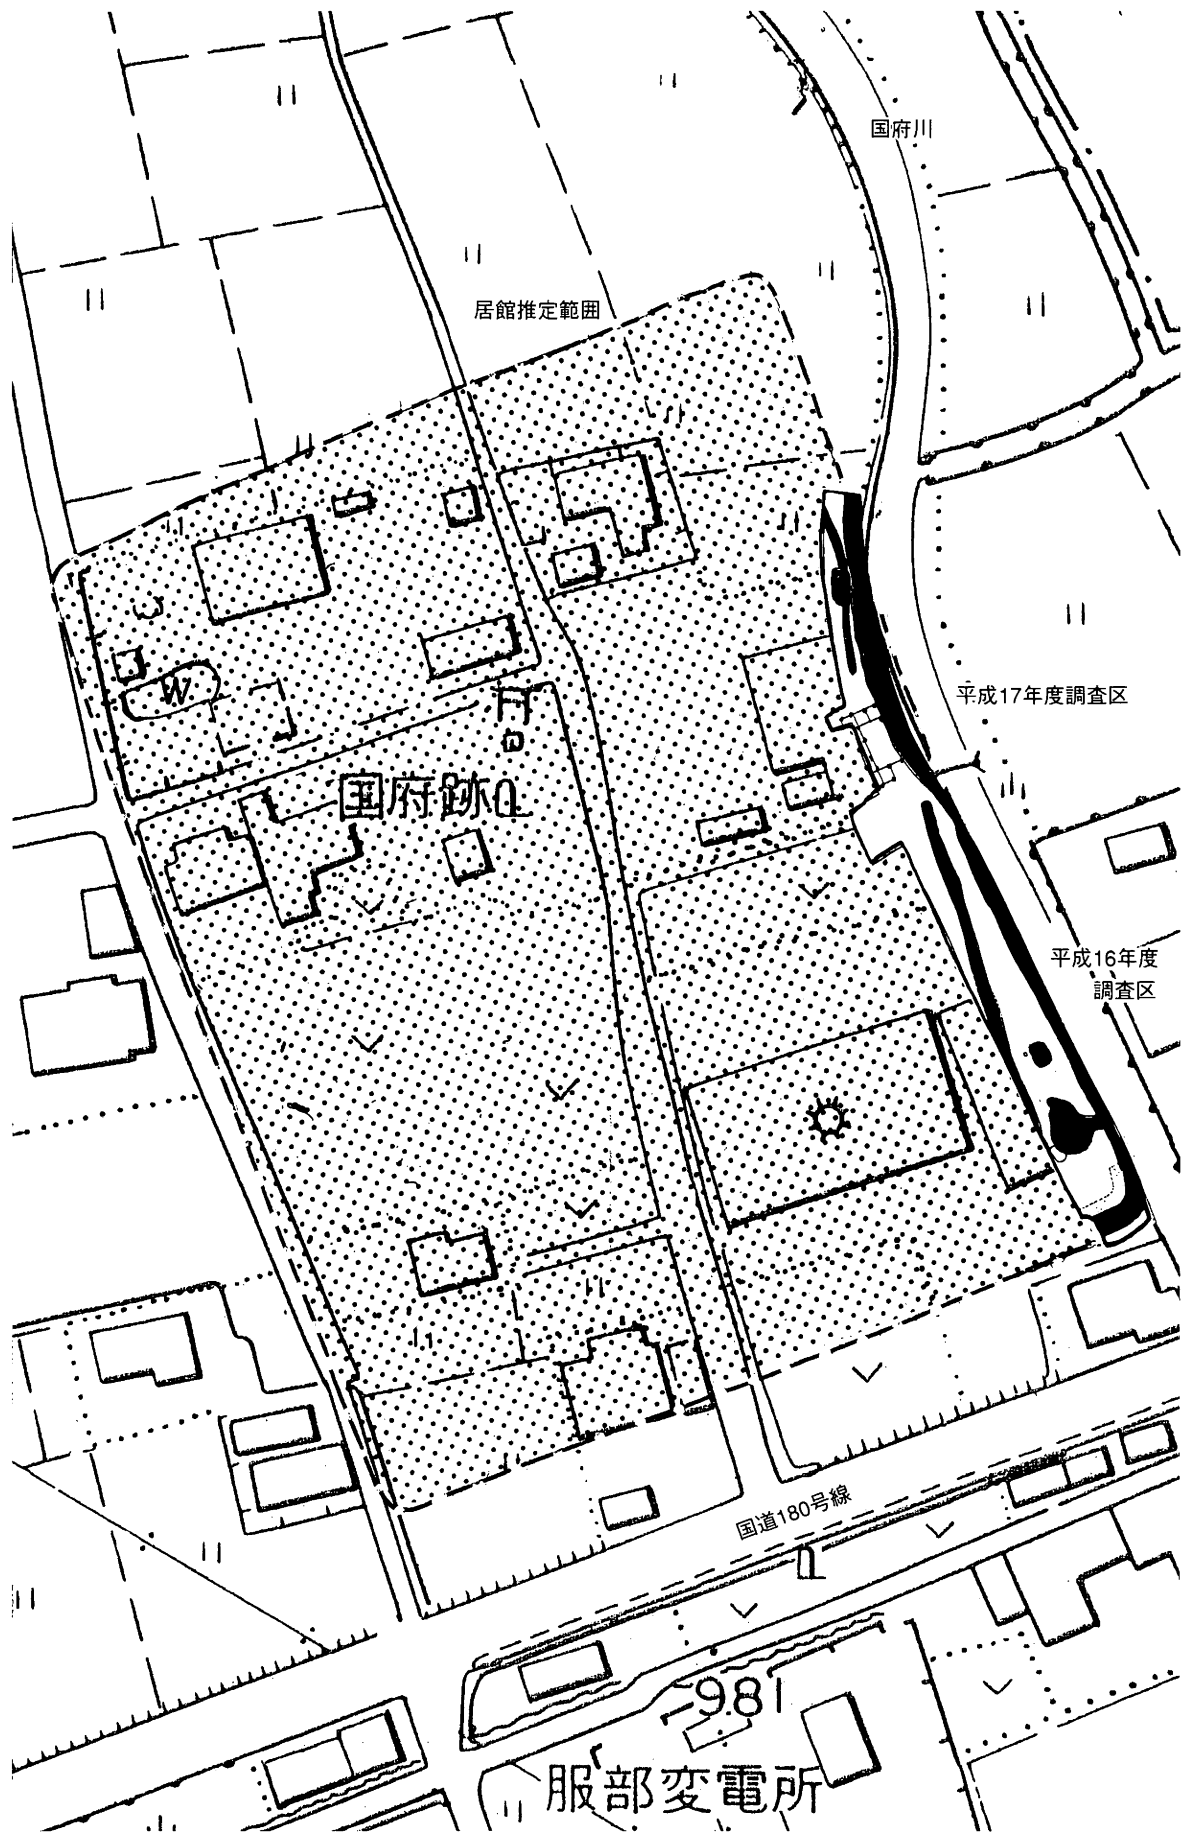 国府川
居館推定範囲
平成17年度調査区
国府跡
平成16年度
調査区
国道180号線
9.81
服部変電所